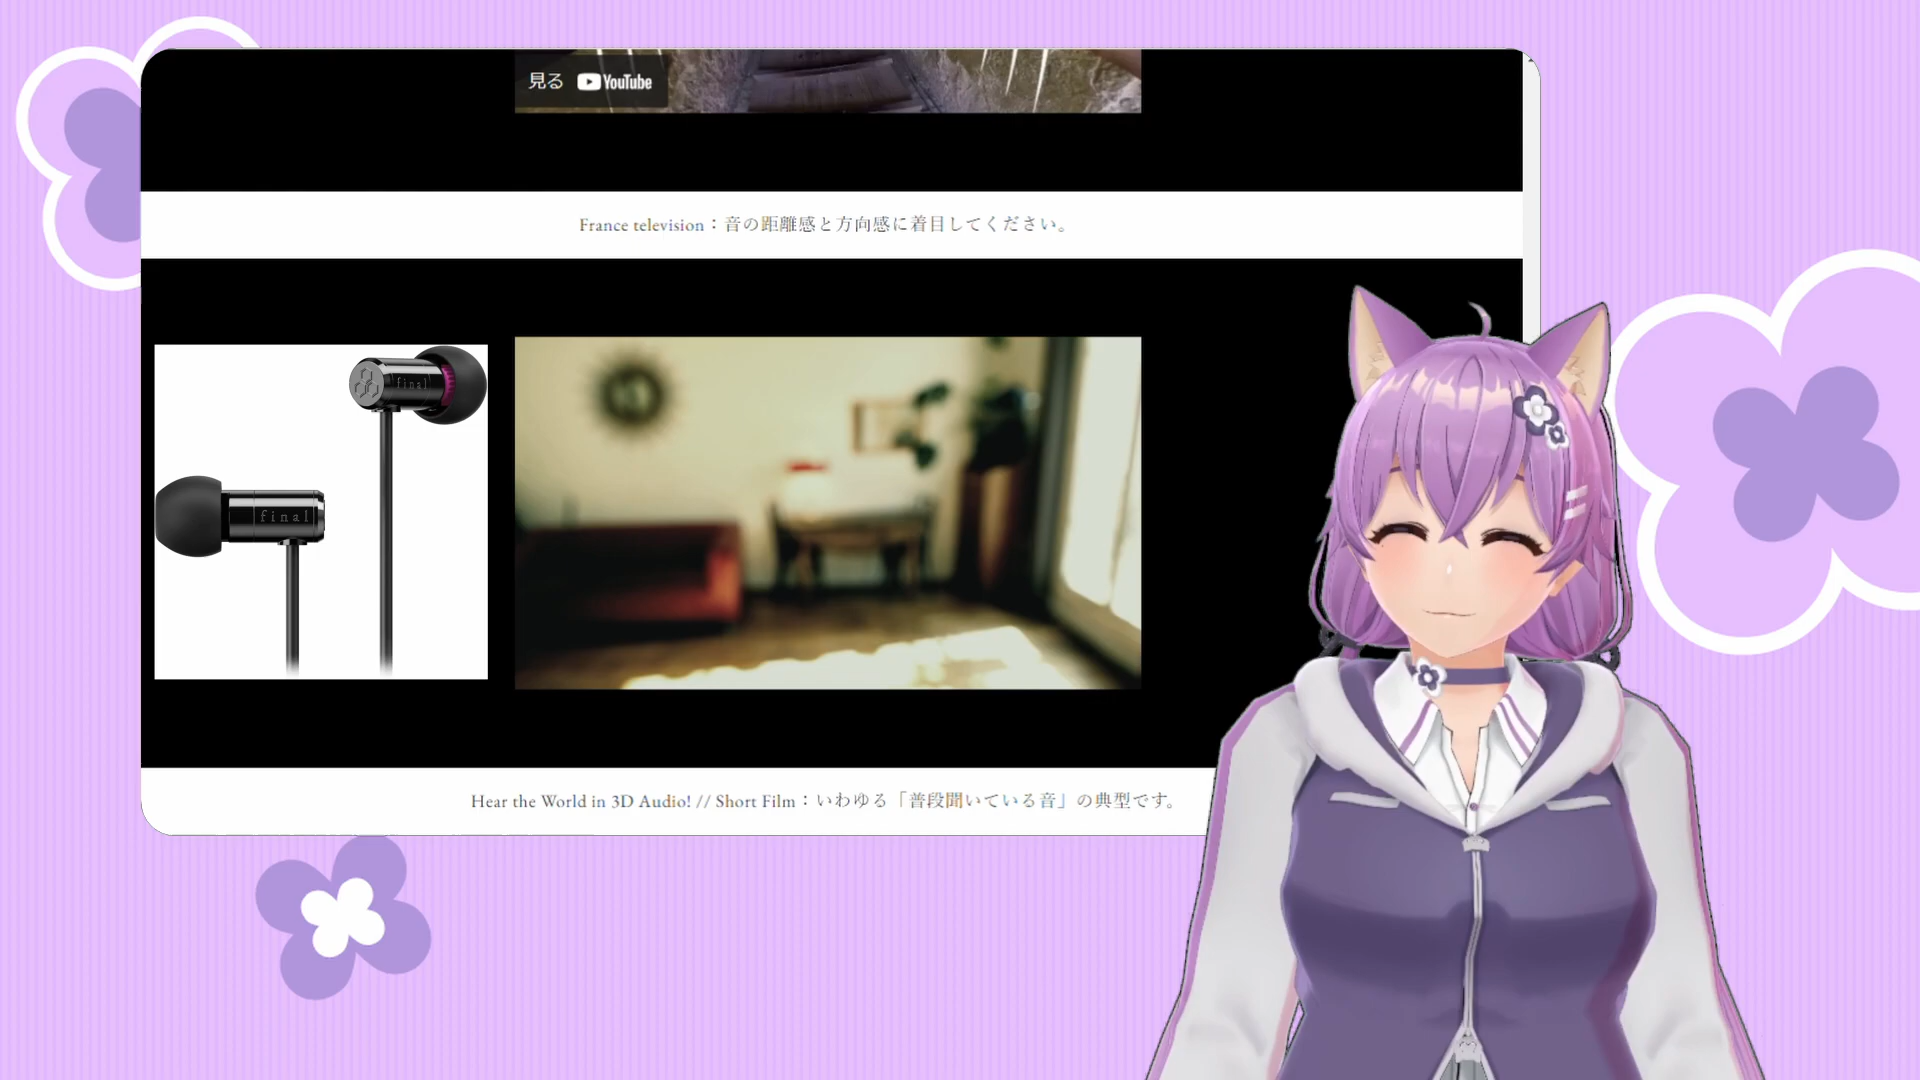 見る YouTube
France television：音の距離感と方向感に着目してください。
final
final
Hear the World in 3D Audio! // Short Film：いわゆる「普段聞いている音」の典型です。